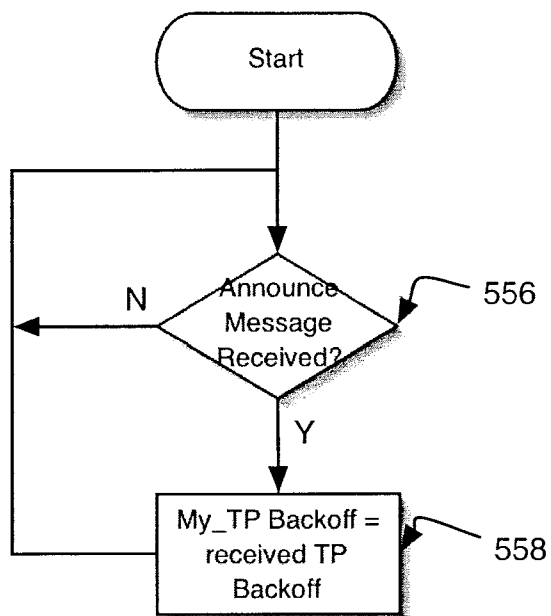 Start
N
Announce
Message
Received?
556
Y
My_TP Backoff =
received TP
Backoff
558